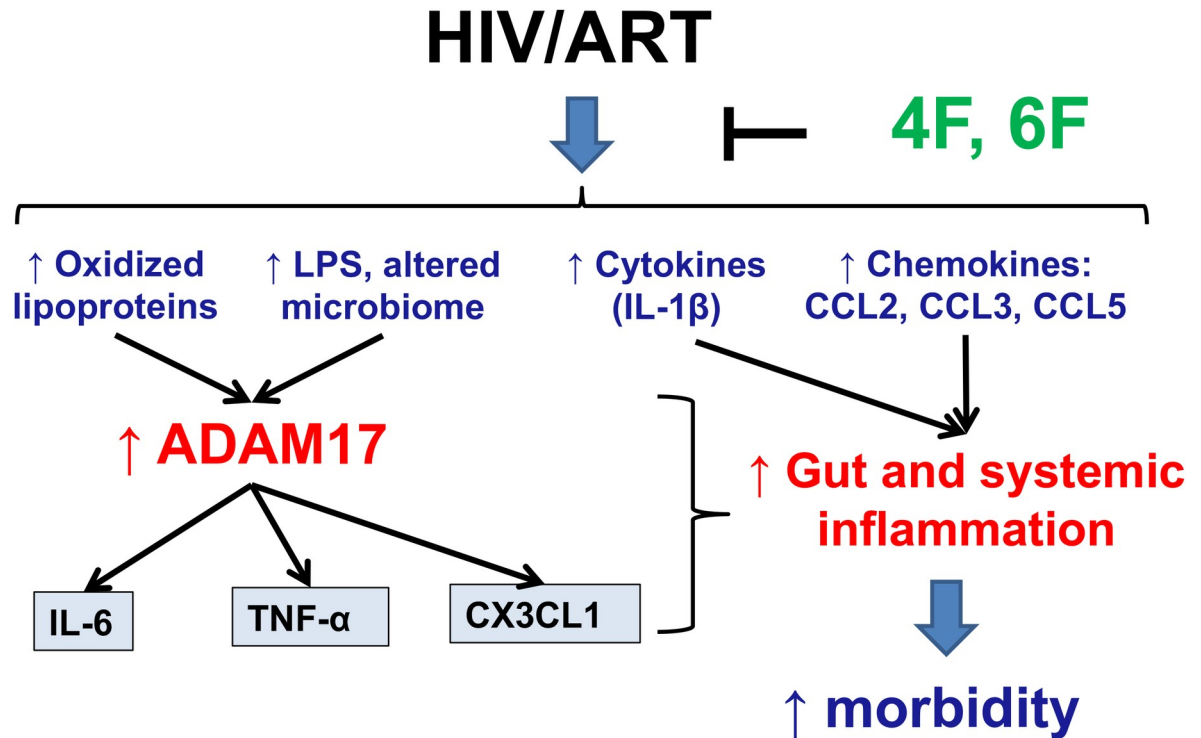 HIV/ART
4F, 6F
↑ Oxidized
lipoproteins
↑ LPS, altered
microbiome
↑ Cytokines
(IL-1β)
↑ Chemokines:
CCL2, CCL3, CCL5
↑ ADAM17
↑ Gut and systemic
inflammation
IL-6
TNF-α
CX3CL1
↑ morbidity